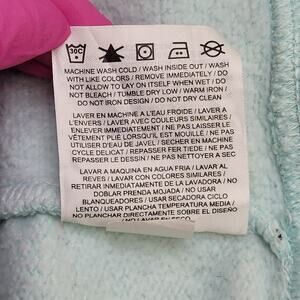 30C
MACHINE WASH COLD / WASH INSIDE OUT / WASH
WITH LIKE COLORS / REMOVE IMMEDIATELY / DO
NOT ALLOW TO LAY ON ITSELF WHEN WET / DO
NOT BLEACH / TUMBLE DRY LOW / WARM IRON /
DO NOT IRON DESIGN / DO NOT DRY CLEAN
LAVER EN MACHINE A L'EAU FROIDE / LAVER A
L'ENVERS / LAVER AVEC COULEURS SIMILAIRES /
ENLEVER IMMÉDIATEMENT / NE PAS LAISSER LE
VÊTEMENT PLIÉ LORSQU'IL EST MOUILLÉ / NE PAS
UTILISER D'EAU DE JAVEL / SECHER EN MACHINE
CYCLE DELICAT / REPASSER FER TIEDE / NE PAS
REPASSER LE DESSIN / NE PAS NETTOYER A SEC
LAVAR A MAQUINA EN AGUA FRIA / LAVAR AL
REVES / LAVAR CON COLORES SIMILARES /
RETIRAR INMEDIATAMENTE DE LA LAVADORA / NO
DOBLAR PRENDA MOJADA / NO USAR
BLANQUEADORES / USAR SECADORA CICLO
LENTO / USAR PLANCHA TEMPERATURA MEDIA /
NO PLANCHAR DIRECTAMENTE SOBRE EL DISEÑO
/ NO LAVAR EN SECO